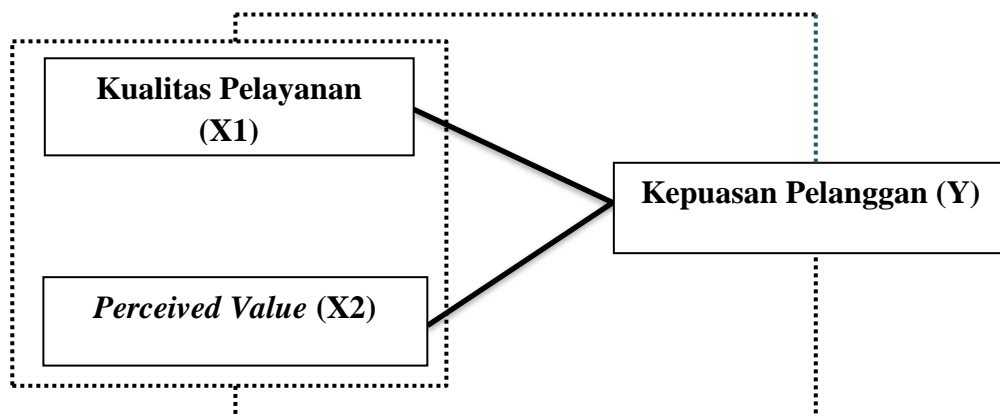 Kualitas Pelayanan
(X1)
Kepuasan Pelanggan (Y)
Perceived Value (X2)